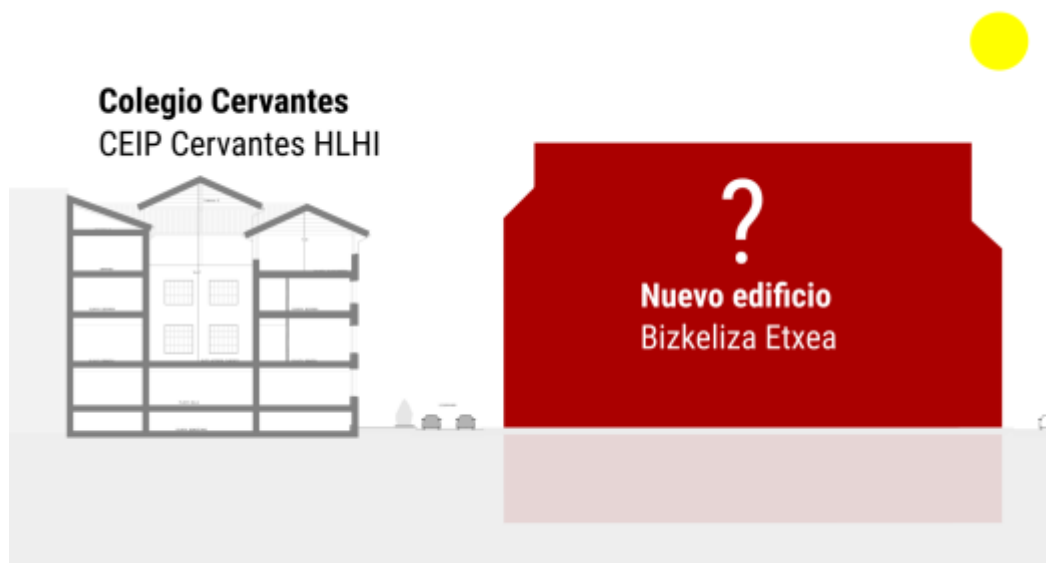 Colegio Cervantes
CEIP Cervantes HLHI
?
Nuevo edificio
Bizkeliza Etxea